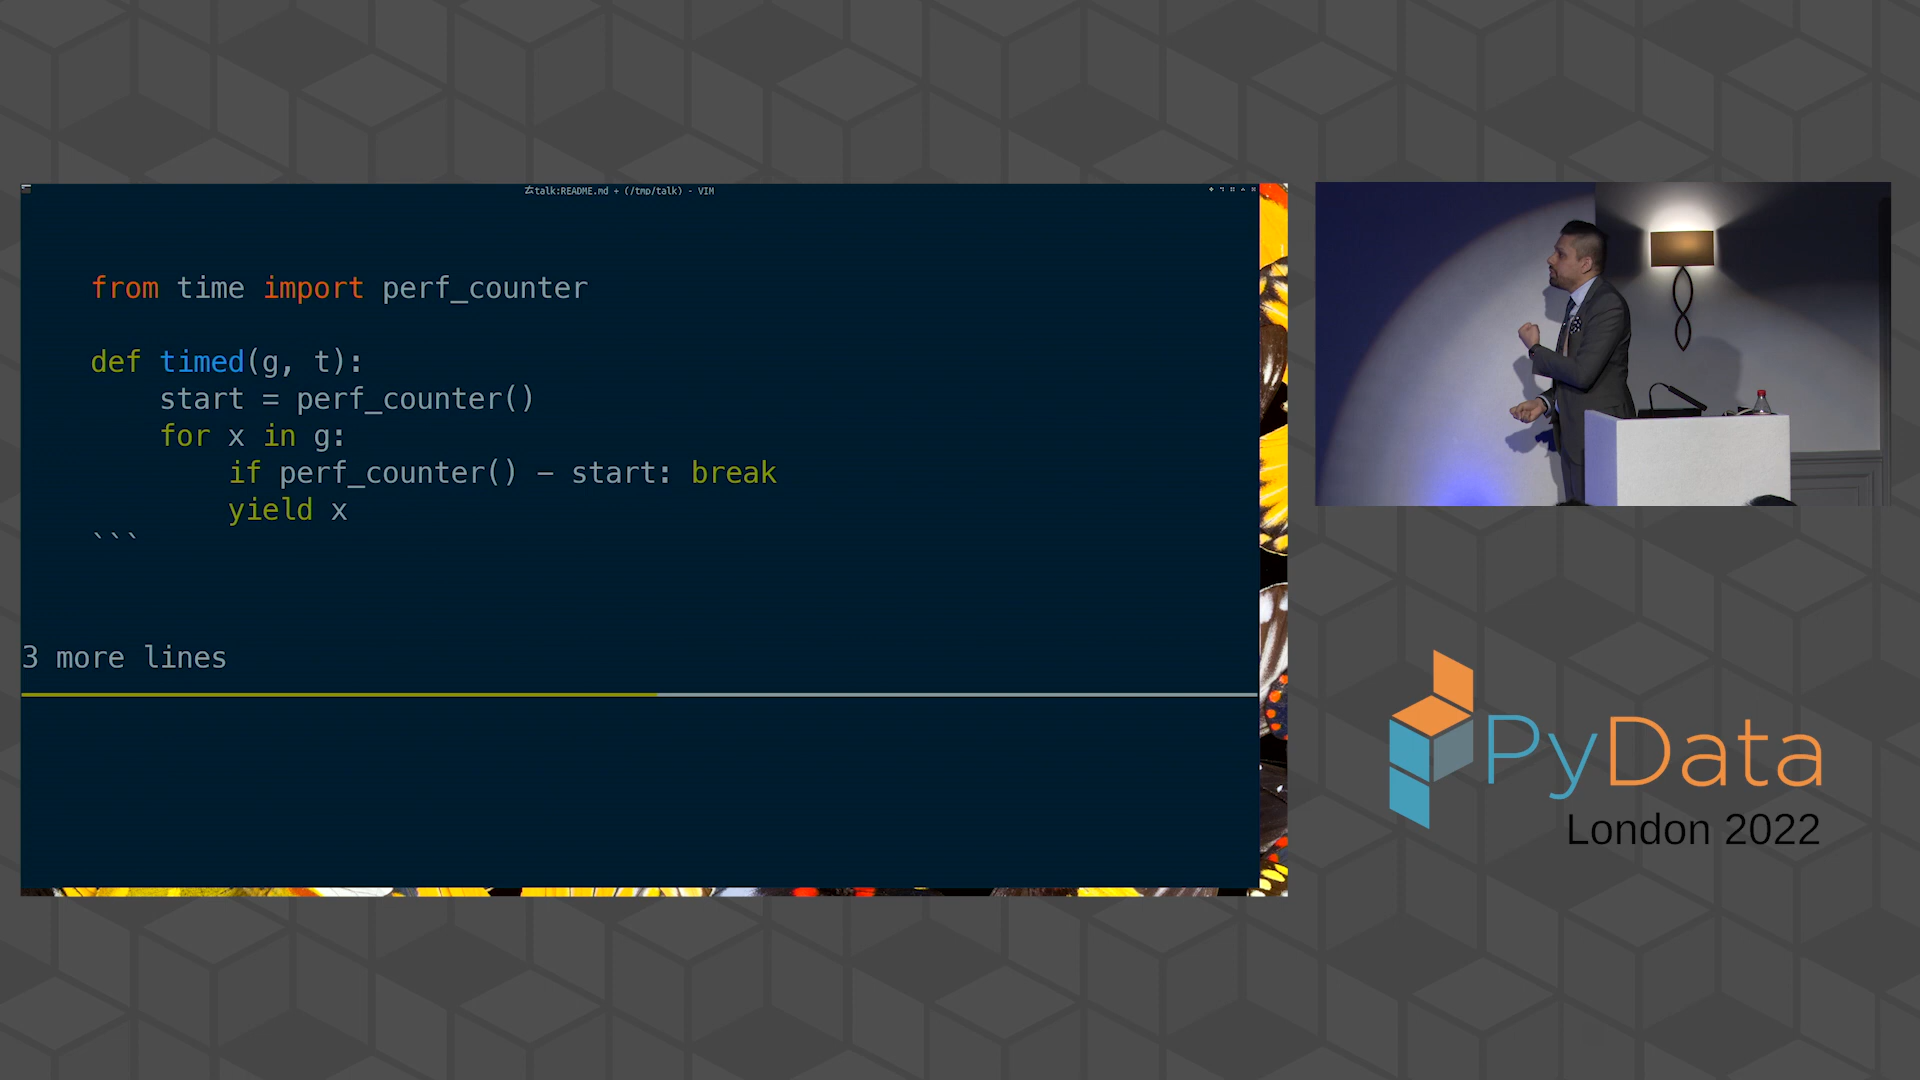 talk:README.md + (/tmp/talk) - VIM
from time import perf_counter
def timed(g, t):
    start = perf_counter()
    for x in g:
        if perf_counter() - start: break
        yield x
```
3 more lines
PyData
London 2022